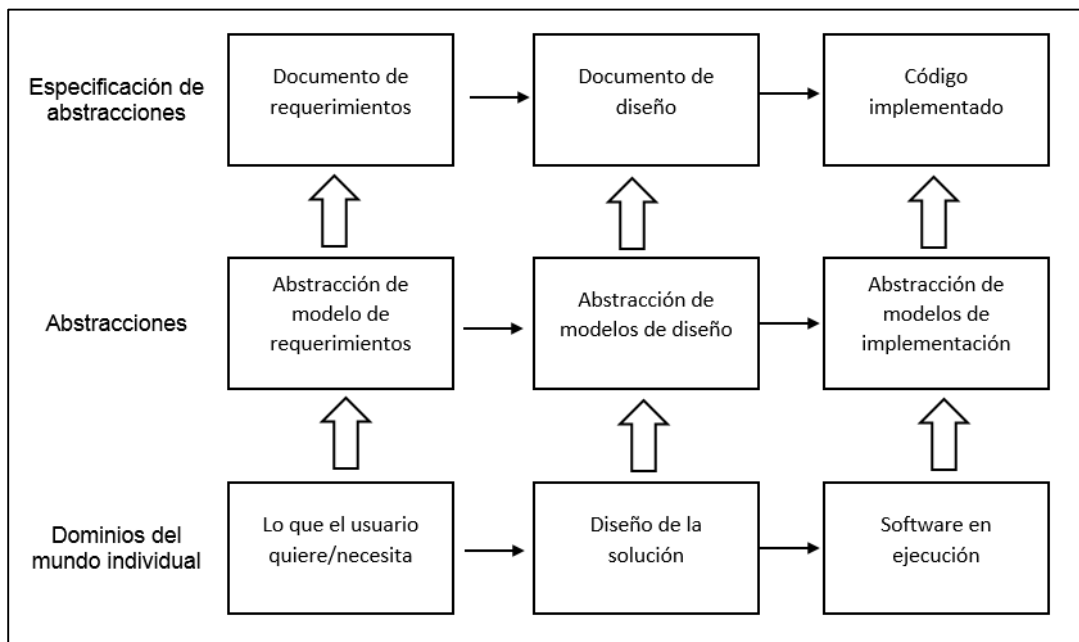 Especificación de
abstracciones
Documento de
requerimientos
Documento de
diseño
Código
implementado
Abstracciones
Abstracción de
modelo de
requerimientos
Abstracción de
modelos de diseño
Abstracción de
modelos de
implementación
Dominios del
mundo individual
Lo que el usuario
quiere/necesita
Diseño de la
solución
Software en
ejecución